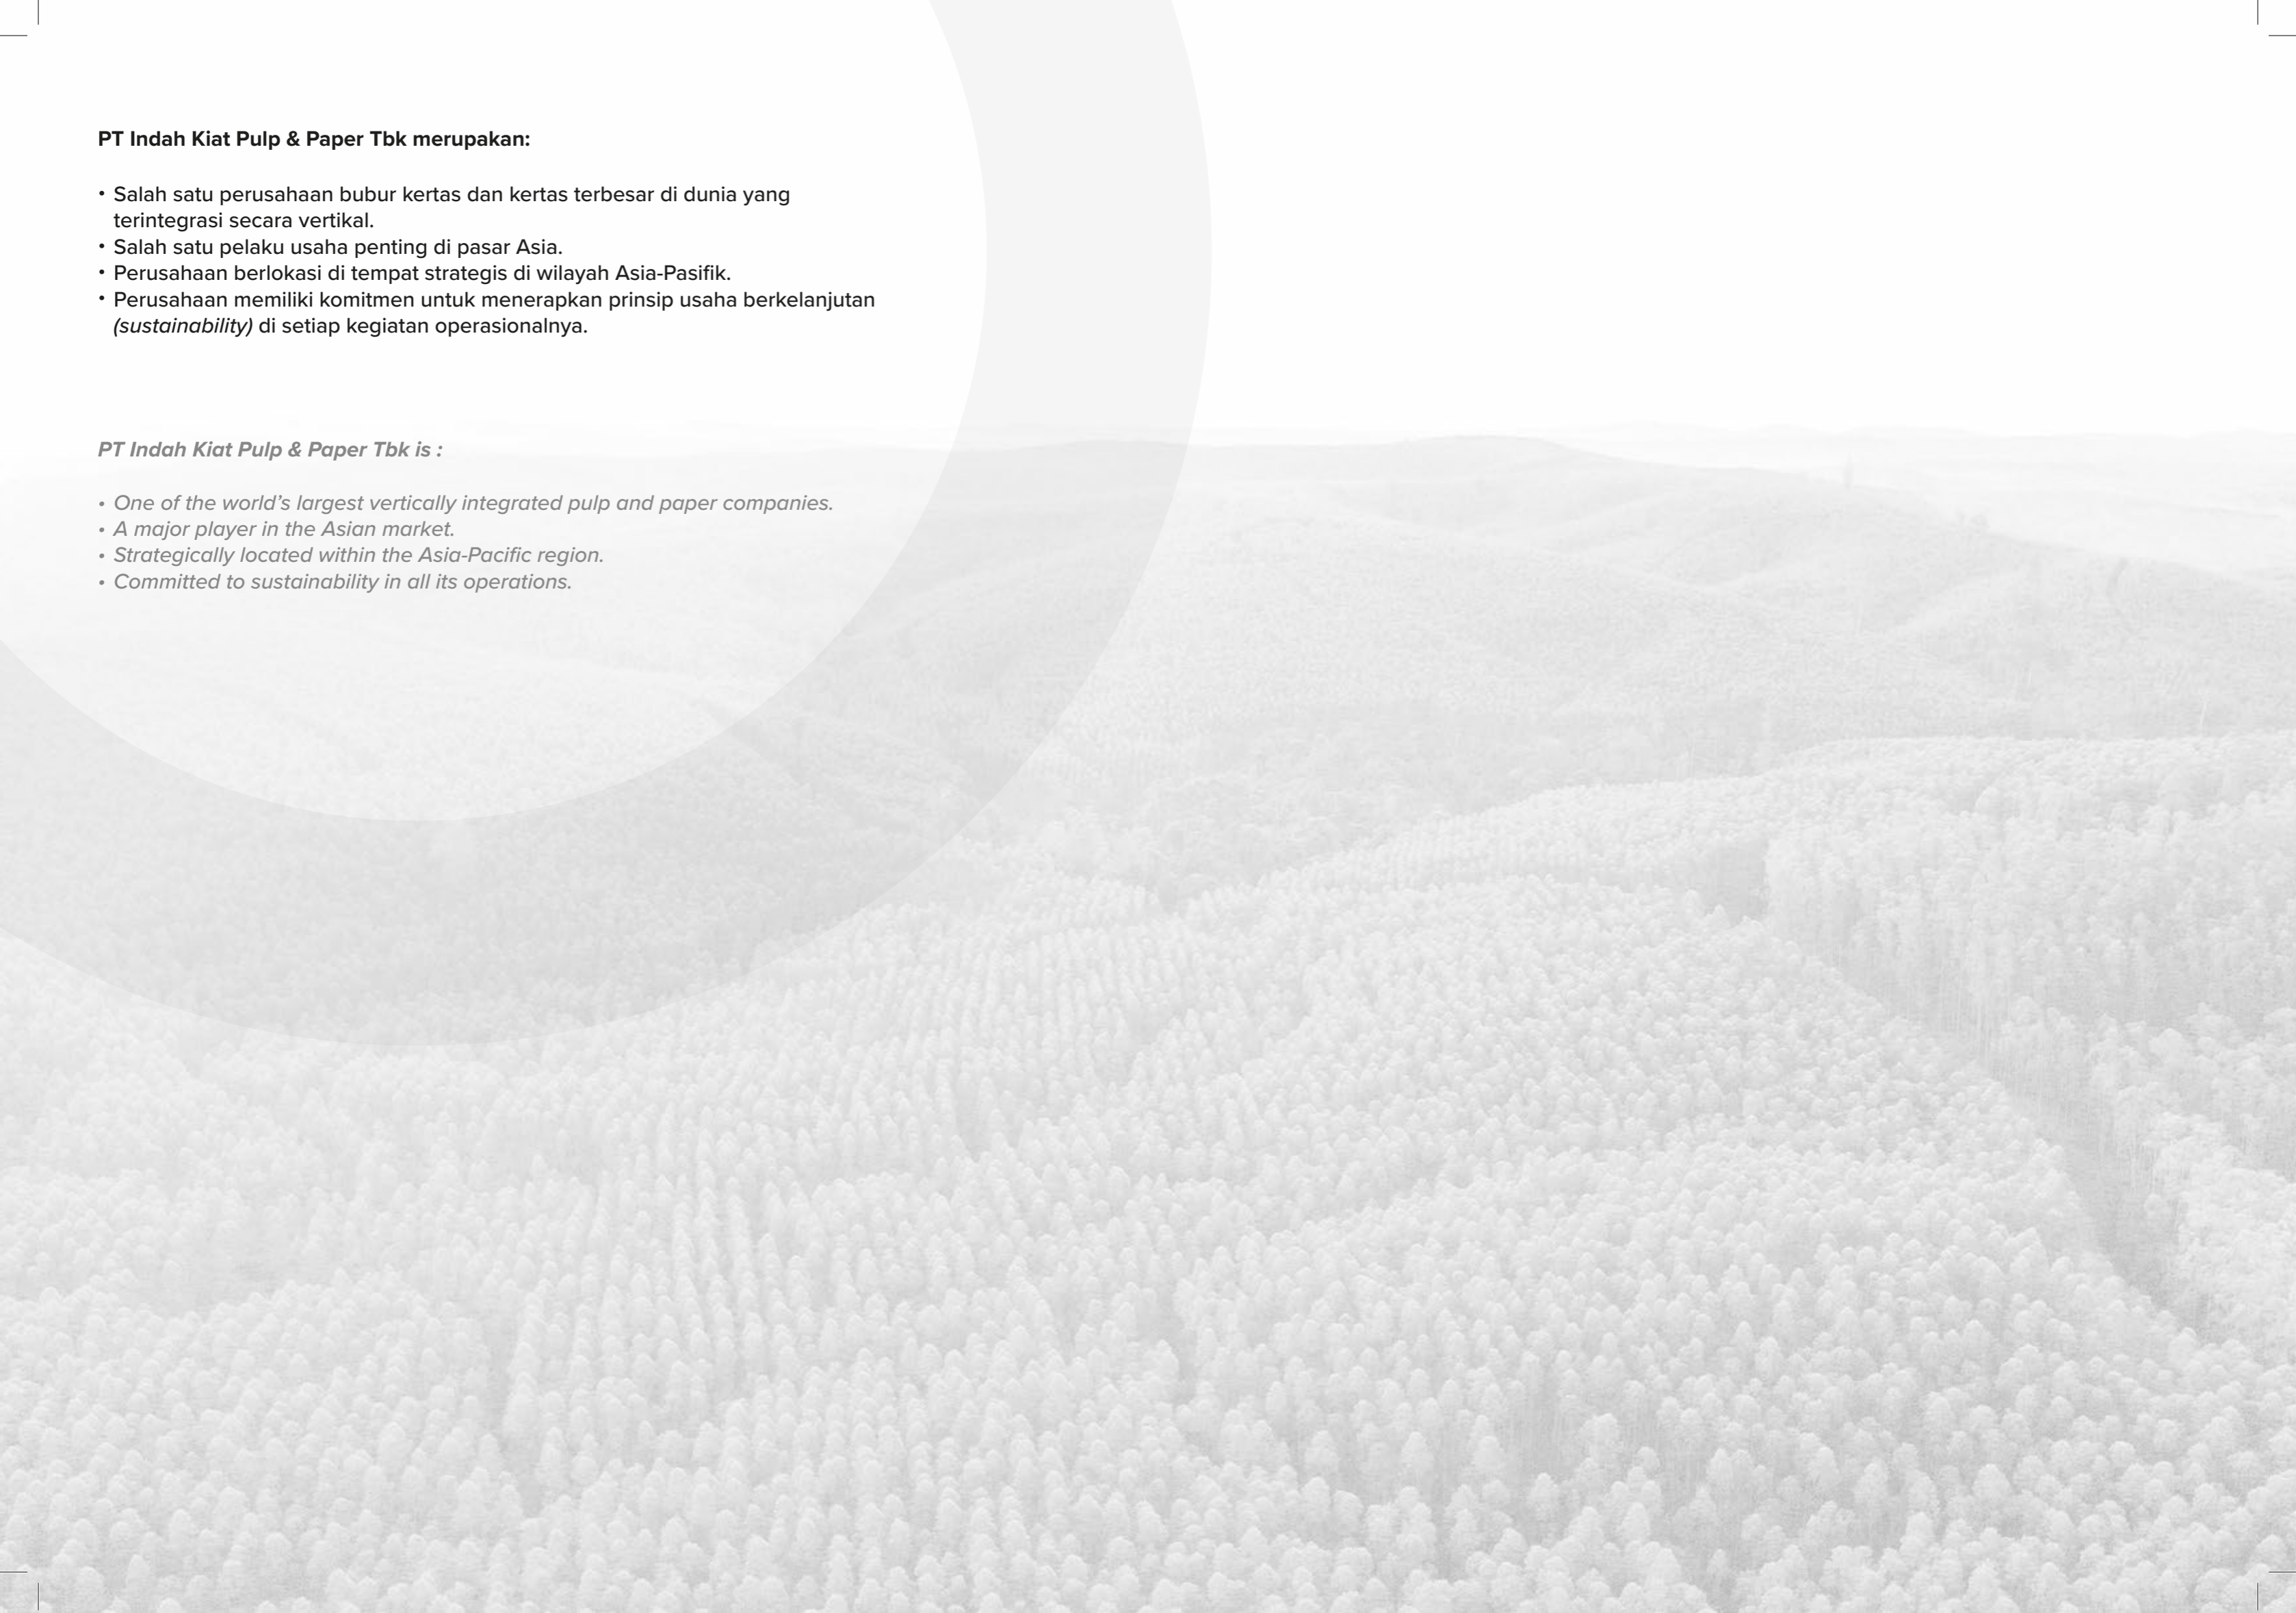 PT Indah Kiat Pulp & Paper Tbk merupakan:
• Salah satu perusahaan bubur kertas dan kertas terbesar di dunia yang
terintegrasi secara vertikal.
• Salah satu pelaku usaha penting di pasar Asia.
• Perusahaan berlokasi di tempat strategis di wilayah Asia-Pasifik.
• Perusahaan memiliki komitmen untuk menerapkan prinsip usaha berkelanjutan
(sustainability) di setiap kegiatan operasionalnya.
PT Indah Kiat Pulp & Paper Tbk is :
• One of the world’s largest vertically integrated pulp and paper companies.
• A major player in the Asian market.
• Strategically located within the Asia-Pacific region.
• Committed to sustainability in all its operations.